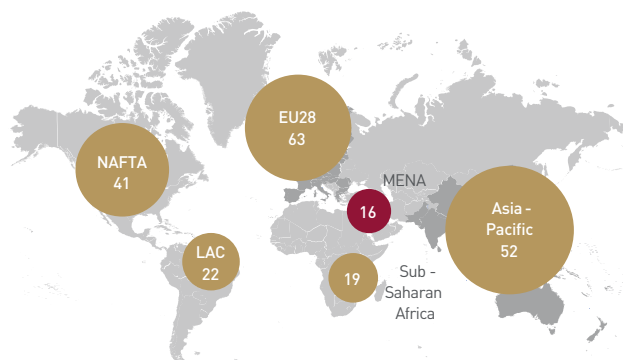 EU28
63
NAFTA
41
MENA
16
Asia -
Pacific
52
LAC
22
19
Sub -
Saharan
Africa